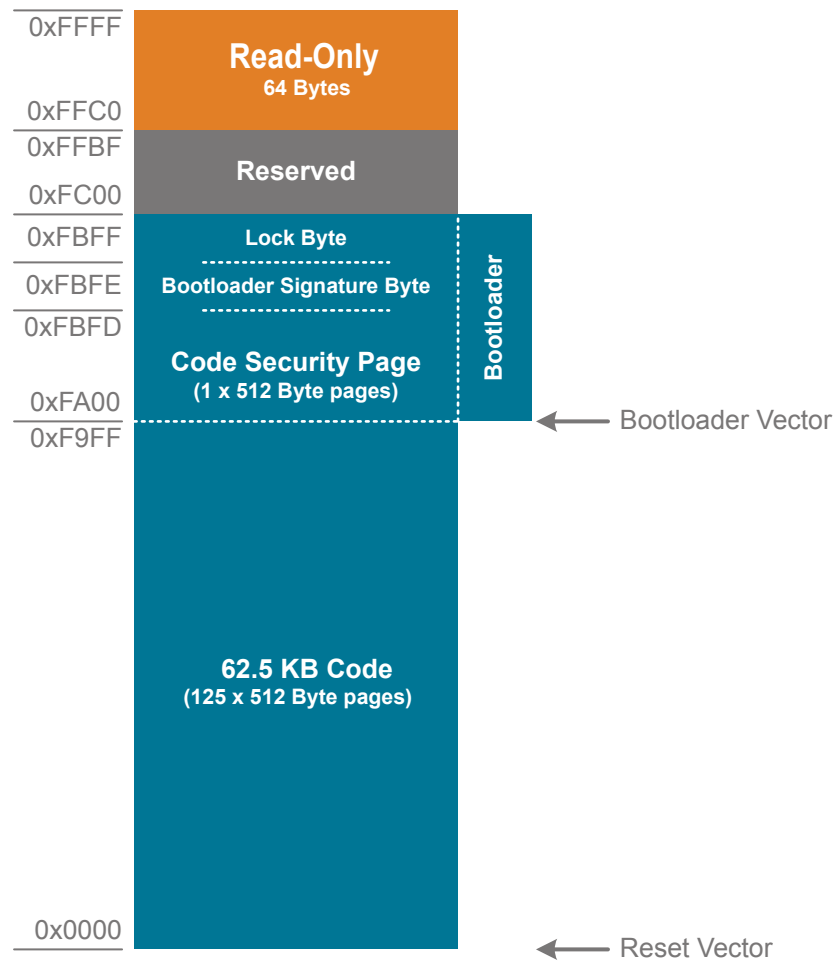 0xFFFF
Read-Only
64 Bytes
0xFFC0
0xFFBF
Reserved
0xFC00
0xFBFF
Lock Byte
0xFBFE
Bootloader Signature Byte
0xFBFD
Code Security Page
(1 x 512 Byte pages)
Bootloader
0xFA00
Bootloader Vector
0xF9FF
62.5 KB Code
(125 x 512 Byte pages)
0x0000
Reset Vector